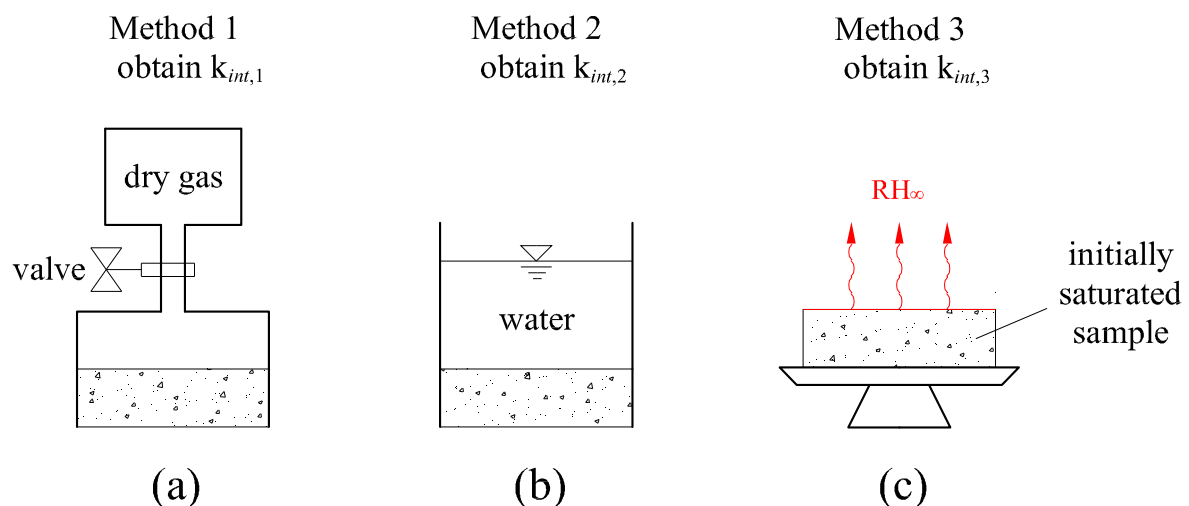 Method 1
obtain k_int,1
Method 2
obtain k_int,2
Method 3
obtain k_int,3
dry gas
valve
water
RH∞
initially
saturated
sample
(a)
(b)
(c)